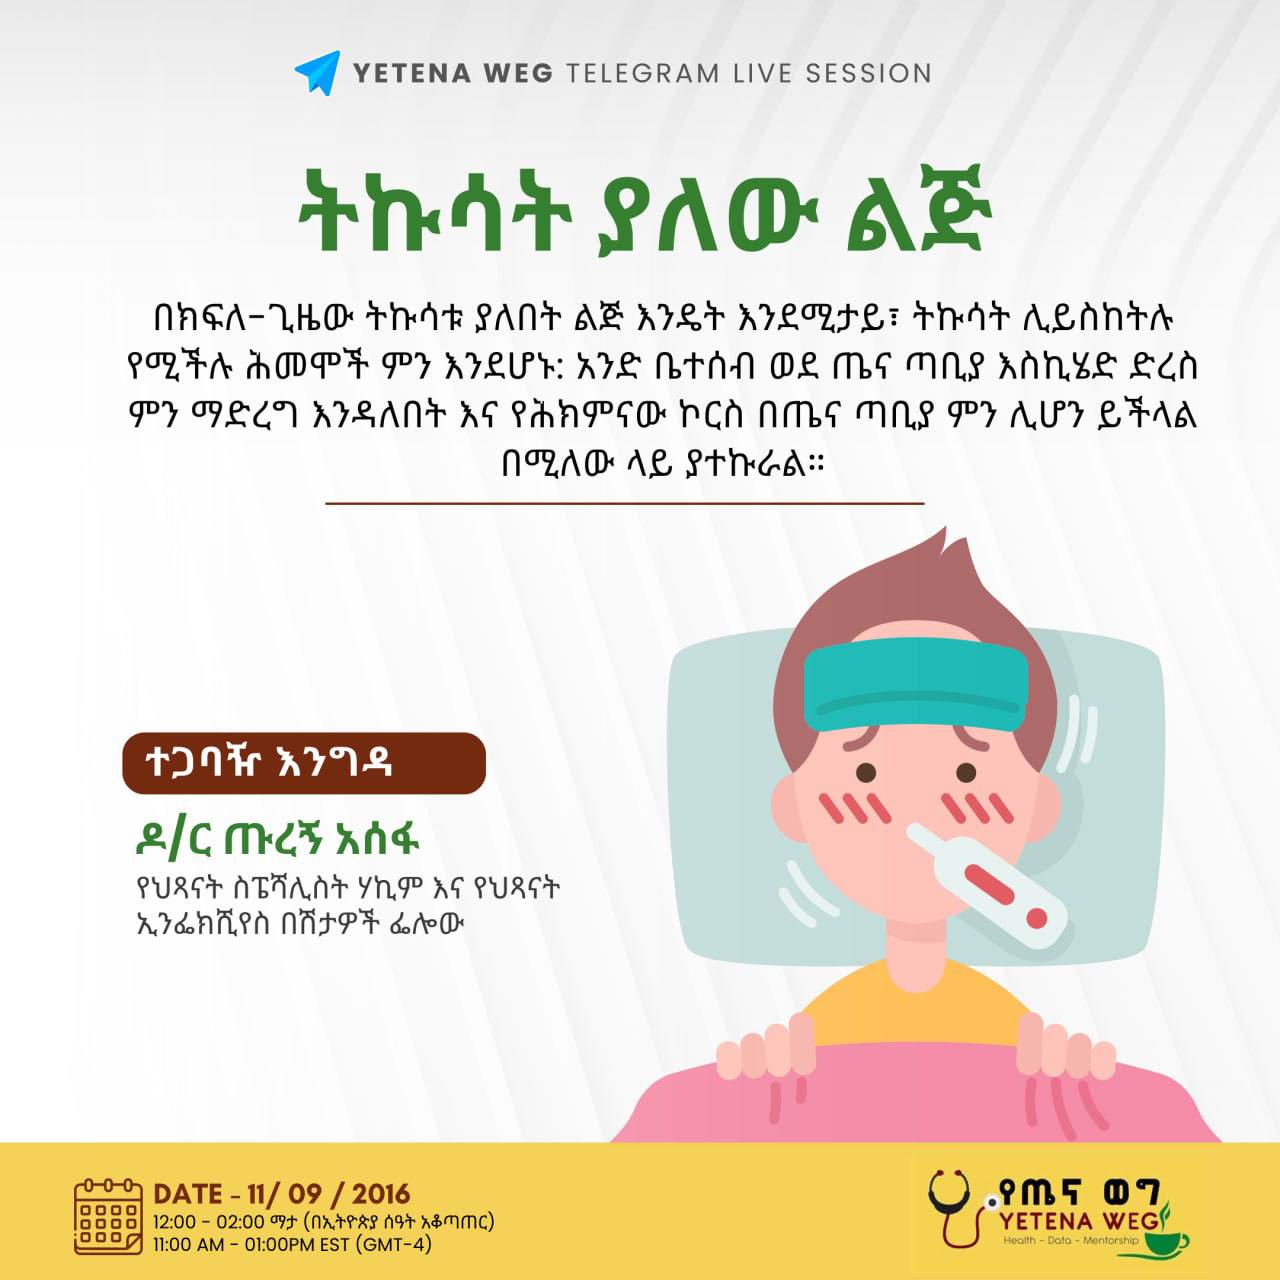 YETENA WEG TELEGRAM LIVE SESSION
ትኩሳት ያለው ልጅ
በክፍለ-ጊዜው ትኩሳቱ ያለበት ልጅ እንዴት እንደሚታይ፣ ትኩሳት ሊይስከትሉ
የሚችሉ ሕመሞች ምን እንደሆኑ: አንድ ቤተሰብ ወደ ጤና ጣቢያ እስኪሄድ ድረስ
ምን ማድረግ እንዳለበት እና የሕክምናው ኮርስ በጤና ጣቢያ ምን ሊሆን ይችላል
በሚለው ላይ ያተኩራል።
ተጋባዥ እንግዳ
ዶ/ር ጡረኝ አሰፋ
የህጻናት ስፔሻሊስት ሃኪም እና የህጻናት
ኢንፌክሺየስ በሽታዎች ፌሎው
DATE - 11/ 09 / 2016
12:00 - 02:00 ማታ (በኢትዮጵያ ሰዓት አቆጣጠር)
11:00 AM - 01:00PM EST (GMT-4)
የጤና ወግ
YETENA WEG
Health - Data - Mentorship